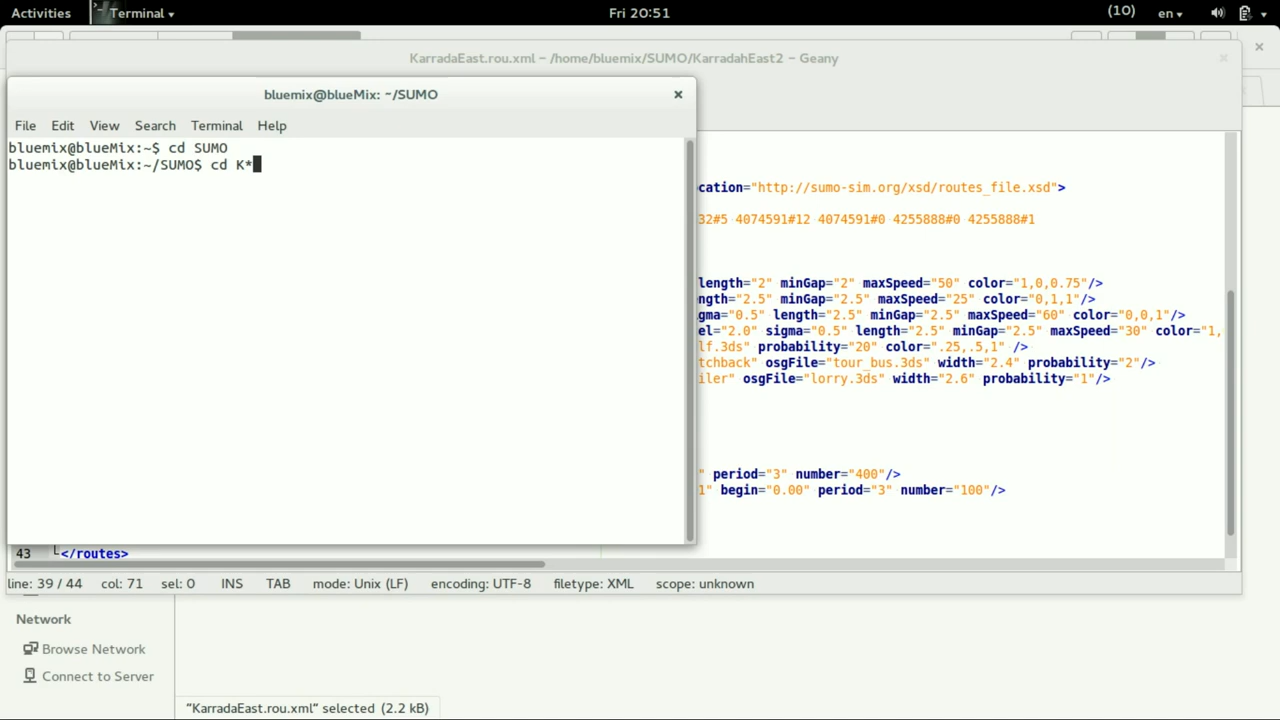 Activities Terminal Fri 20:51 (10) en
KarradaEast.rou.xml – /home/bluemix/SUMO/KarradahEast2 – Geany
bluemix@blueMix: ~/SUMO
File Edit View Search Terminal Help
bluemix@blueMix:~$ cd SUMO
bluemix@blueMix:~/SUMO$ cd K*
cation="http://sumo-sim.org/xsd/routes_file.xsd">
32#5 4074591#12 4074591#0 4255888#0 4255888#1
length="2" minGap="2" maxSpeed="50" color="1,0,0.75"/>
ngth="2.5" minGap="2.5" maxSpeed="25" color="0,1,1"/>
gma="0.5" length="2.5" minGap="2.5" maxSpeed="60" color="0,0,1"/>
el="2.0" sigma="0.5" length="2.5" minGap="2.5" maxSpeed="30" color="1,
lf.3ds" probability="20" color=".25,.5,1" />
tchback" osgFile="tour_bus.3ds" width="2.4" probability="2"/>
iler" osgFile="lorry.3ds" width="2.6" probability="1"/>
" period="3" number="400"/>
1" begin="0.00" period="3" number="100"/>
43 </routes>
line: 39 / 44 col: 71 sel: 0 INS TAB mode: Unix (LF) encoding: UTF-8 filetype: XML scope: unknown
Network
Browse Network
Connect to Server
"KarradaEast.rou.xml" selected (2.2 kB)